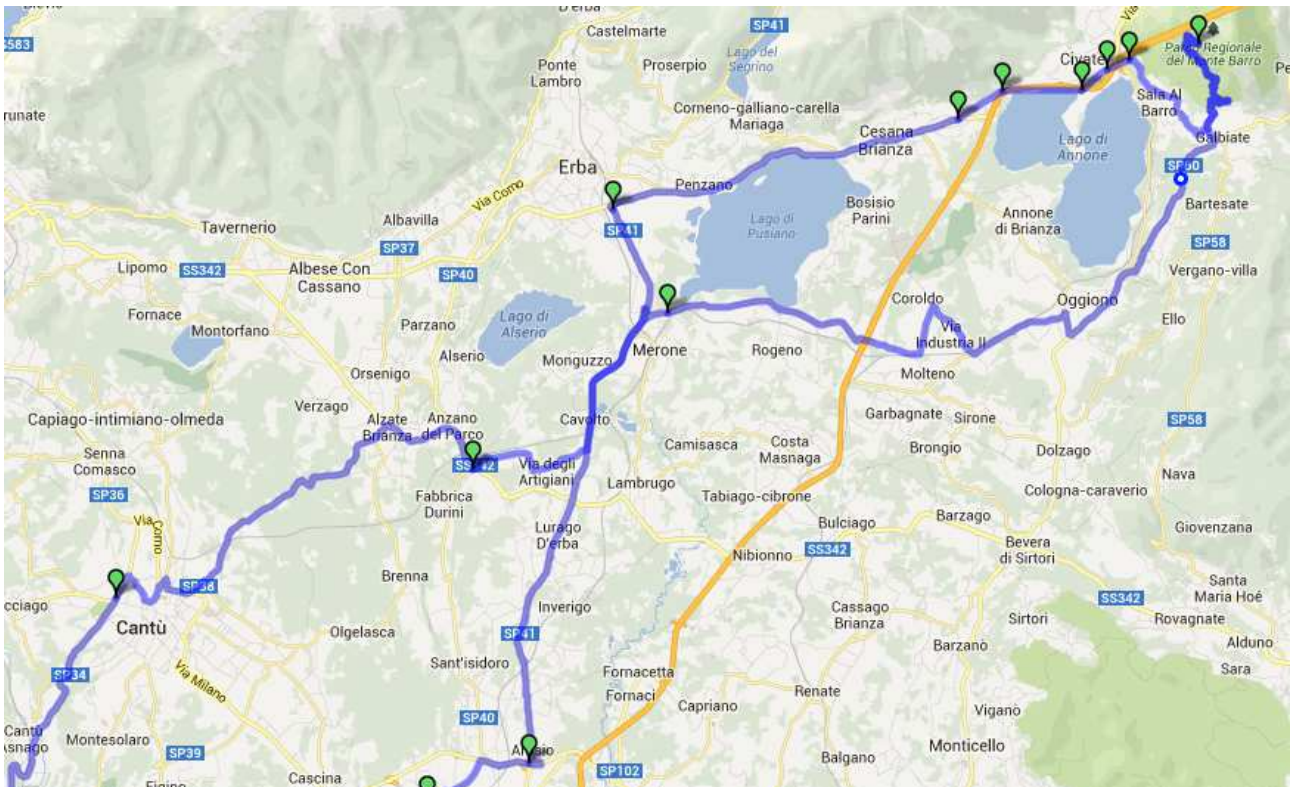 D'erba
SP41
Castelmarte
S583
Lago del
Segrino
Ponte
Lambro
Proserpio
Civate
Parco Regionale
del Monte Barro
Corneno-galliano-carella
Mariaga
Sala Al
Barro
Cesana
Brianza
Lago di
Annone
Galbiate
Erba
Penzano
SP60
Via Como
Bosisio
Parini
Bartesate
Albavilla
Lago di
Pusiano
Annone
di Brianza
Tavernerio
SP41
SP58
SP37
Lipomo
SS342
Albese Con
Cassano
SP40
Vergano-villa
Coroldo
Oggiono
Fornace
Montorfano
Parzano
Lago di
Alserio
Ello
Via
Industria II
Alserio
Monguzzo
Merone
Rogeno
Molteno
Orsenigo
Verzago
Garbagnate
Sirone
Capiago-intimiano-olmeda
Alzate
Brianza
Anzano
del Parco
Cavolto
SP58
Camisasca
Costa
Masnaga
Brongio
Dolzago
Senna
Comasco
Via degli
Artigiani
Nava
SP36
Fabbrica
Durini
Lambrugo
Tabiago-cibrone
Cologna-caraverio
Via Como
Lurago
D'erba
Bulciago
Barzago
Giovenzana
Nibionno
SS342
Bevera
di Sirtori
Brenna
Santa
Maria Hoé
Inverigo
SS342
Cassago
Brianza
Sirtori
Rovagnate
Cantù
Olgelasca
SP41
Barzanò
Alduno
Sant'isidoro
Fornacetta
Sara
SP34
Via Milano
Fornaci
Renate
Capriano
Viganò
SP40
Cantù
Asnago
Montesolaro
SP39
Monticello
Balgano
Cascina
SP102